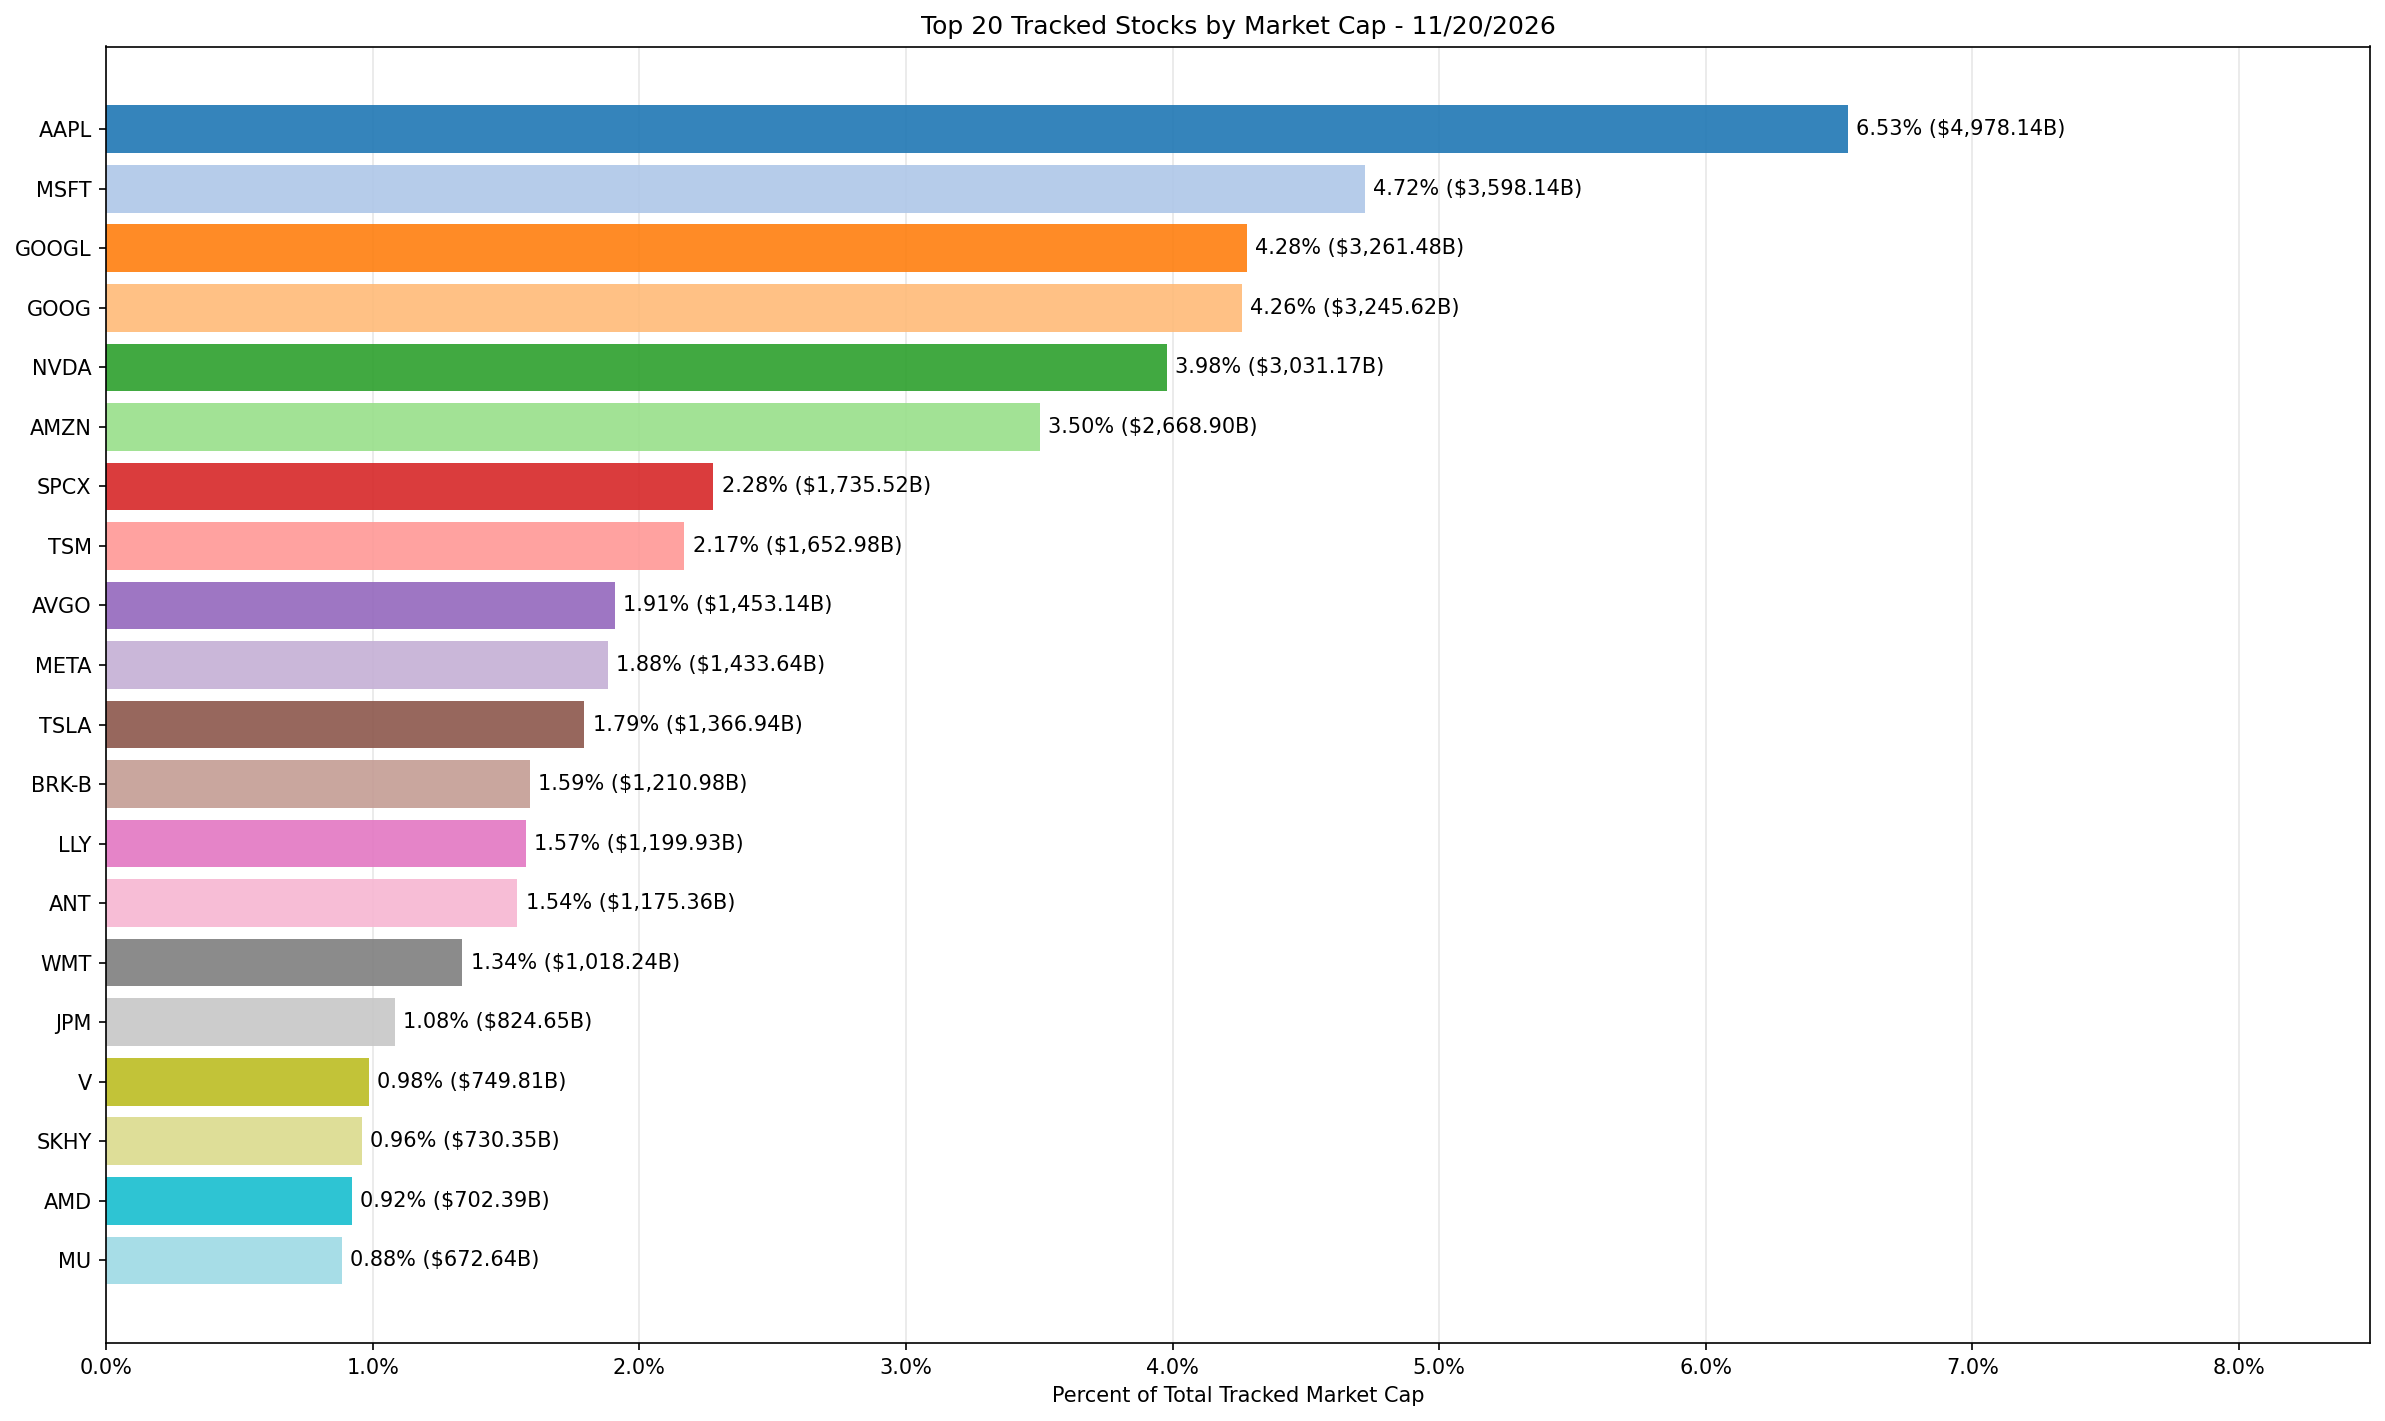 Top 20 Tracked Stocks by Market Cap - 11/20/2026
AAPL 6.53% ($4,978.14B)
MSFT 4.72% ($3,598.14B)
GOOGL 4.28% ($3,261.48B)
GOOG 4.26% ($3,245.62B)
NVDA 3.98% ($3,031.17B)
AMZN 3.50% ($2,668.90B)
SPCX 2.28% ($1,735.52B)
TSM 2.17% ($1,652.98B)
AVGO 1.91% ($1,453.14B)
META 1.88% ($1,433.64B)
TSLA 1.79% ($1,366.94B)
BRK-B 1.59% ($1,210.98B)
LLY 1.57% ($1,199.93B)
ANT 1.54% ($1,175.36B)
WMT 1.34% ($1,018.24B)
JPM 1.08% ($824.65B)
V 0.98% ($749.81B)
SKHY 0.96% ($730.35B)
AMD 0.92% ($702.39B)
MU 0.88% ($672.64B)
0.0% 1.0% 2.0% 3.0% 4.0% 5.0% 6.0% 7.0% 8.0%
Percent of Total Tracked Market Cap